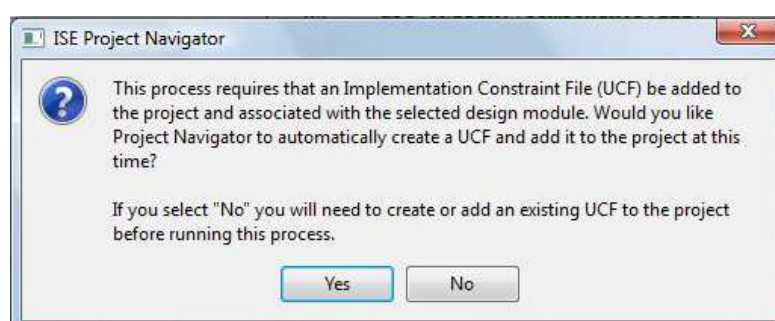 ISE Project Navigator
This process requires that an Implementation Constraint File (UCF) be added to
the project and associated with the selected design module. Would you like
Project Navigator to automatically create a UCF and add it to the project at this
time?
If you select "No" you will need to create or add an existing UCF to the project
before running this process.
Yes
No